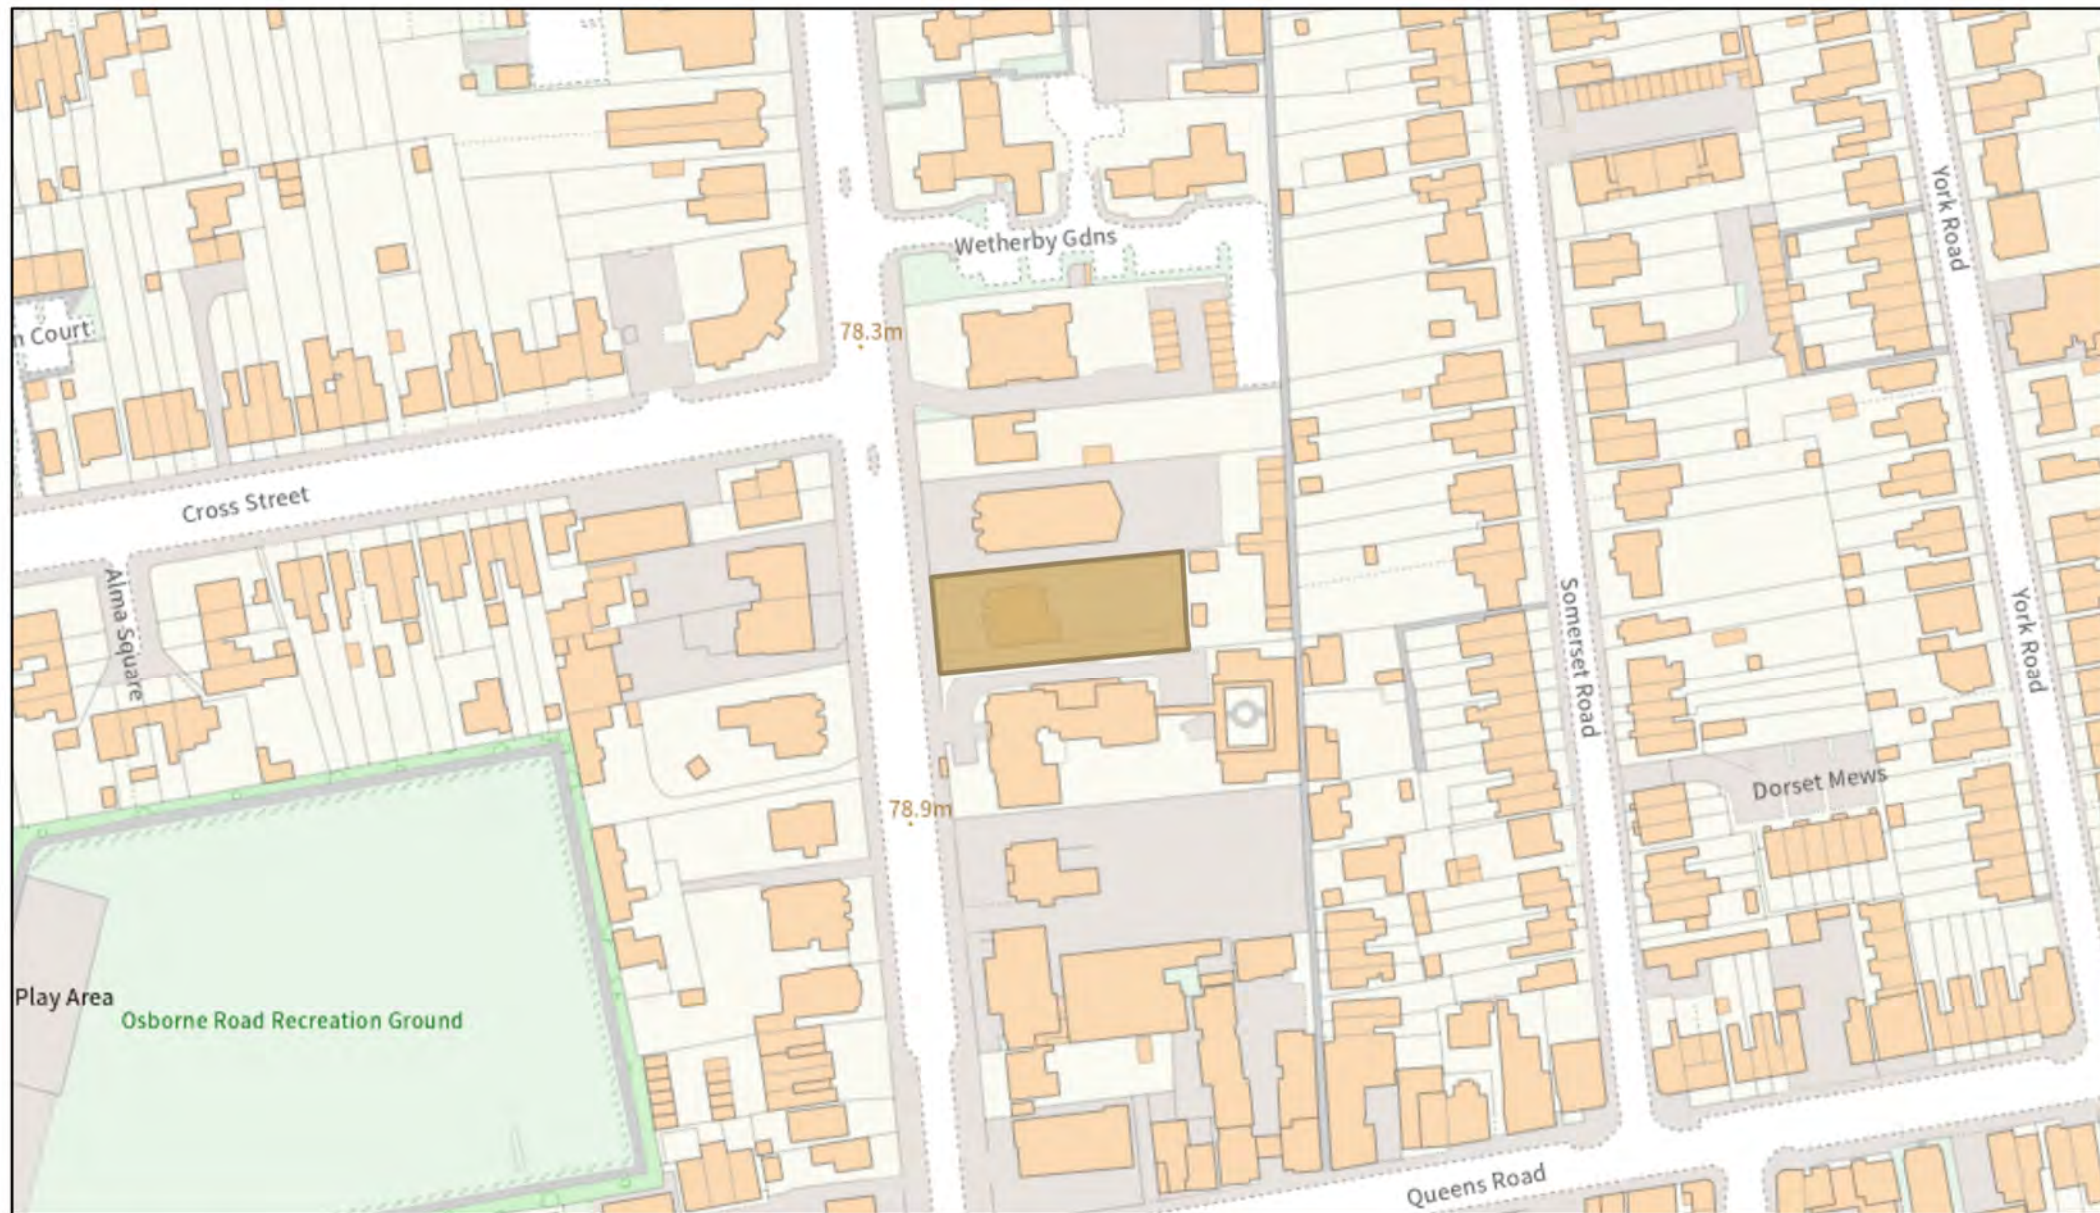 Wetherby Gdns
York Road
n Court
78.3m
Cross Street
Alma Square
Somerset Road
York Road
78.9m
Dorset Mews
Play Area
Osborne Road Recreation Ground
Queens Road